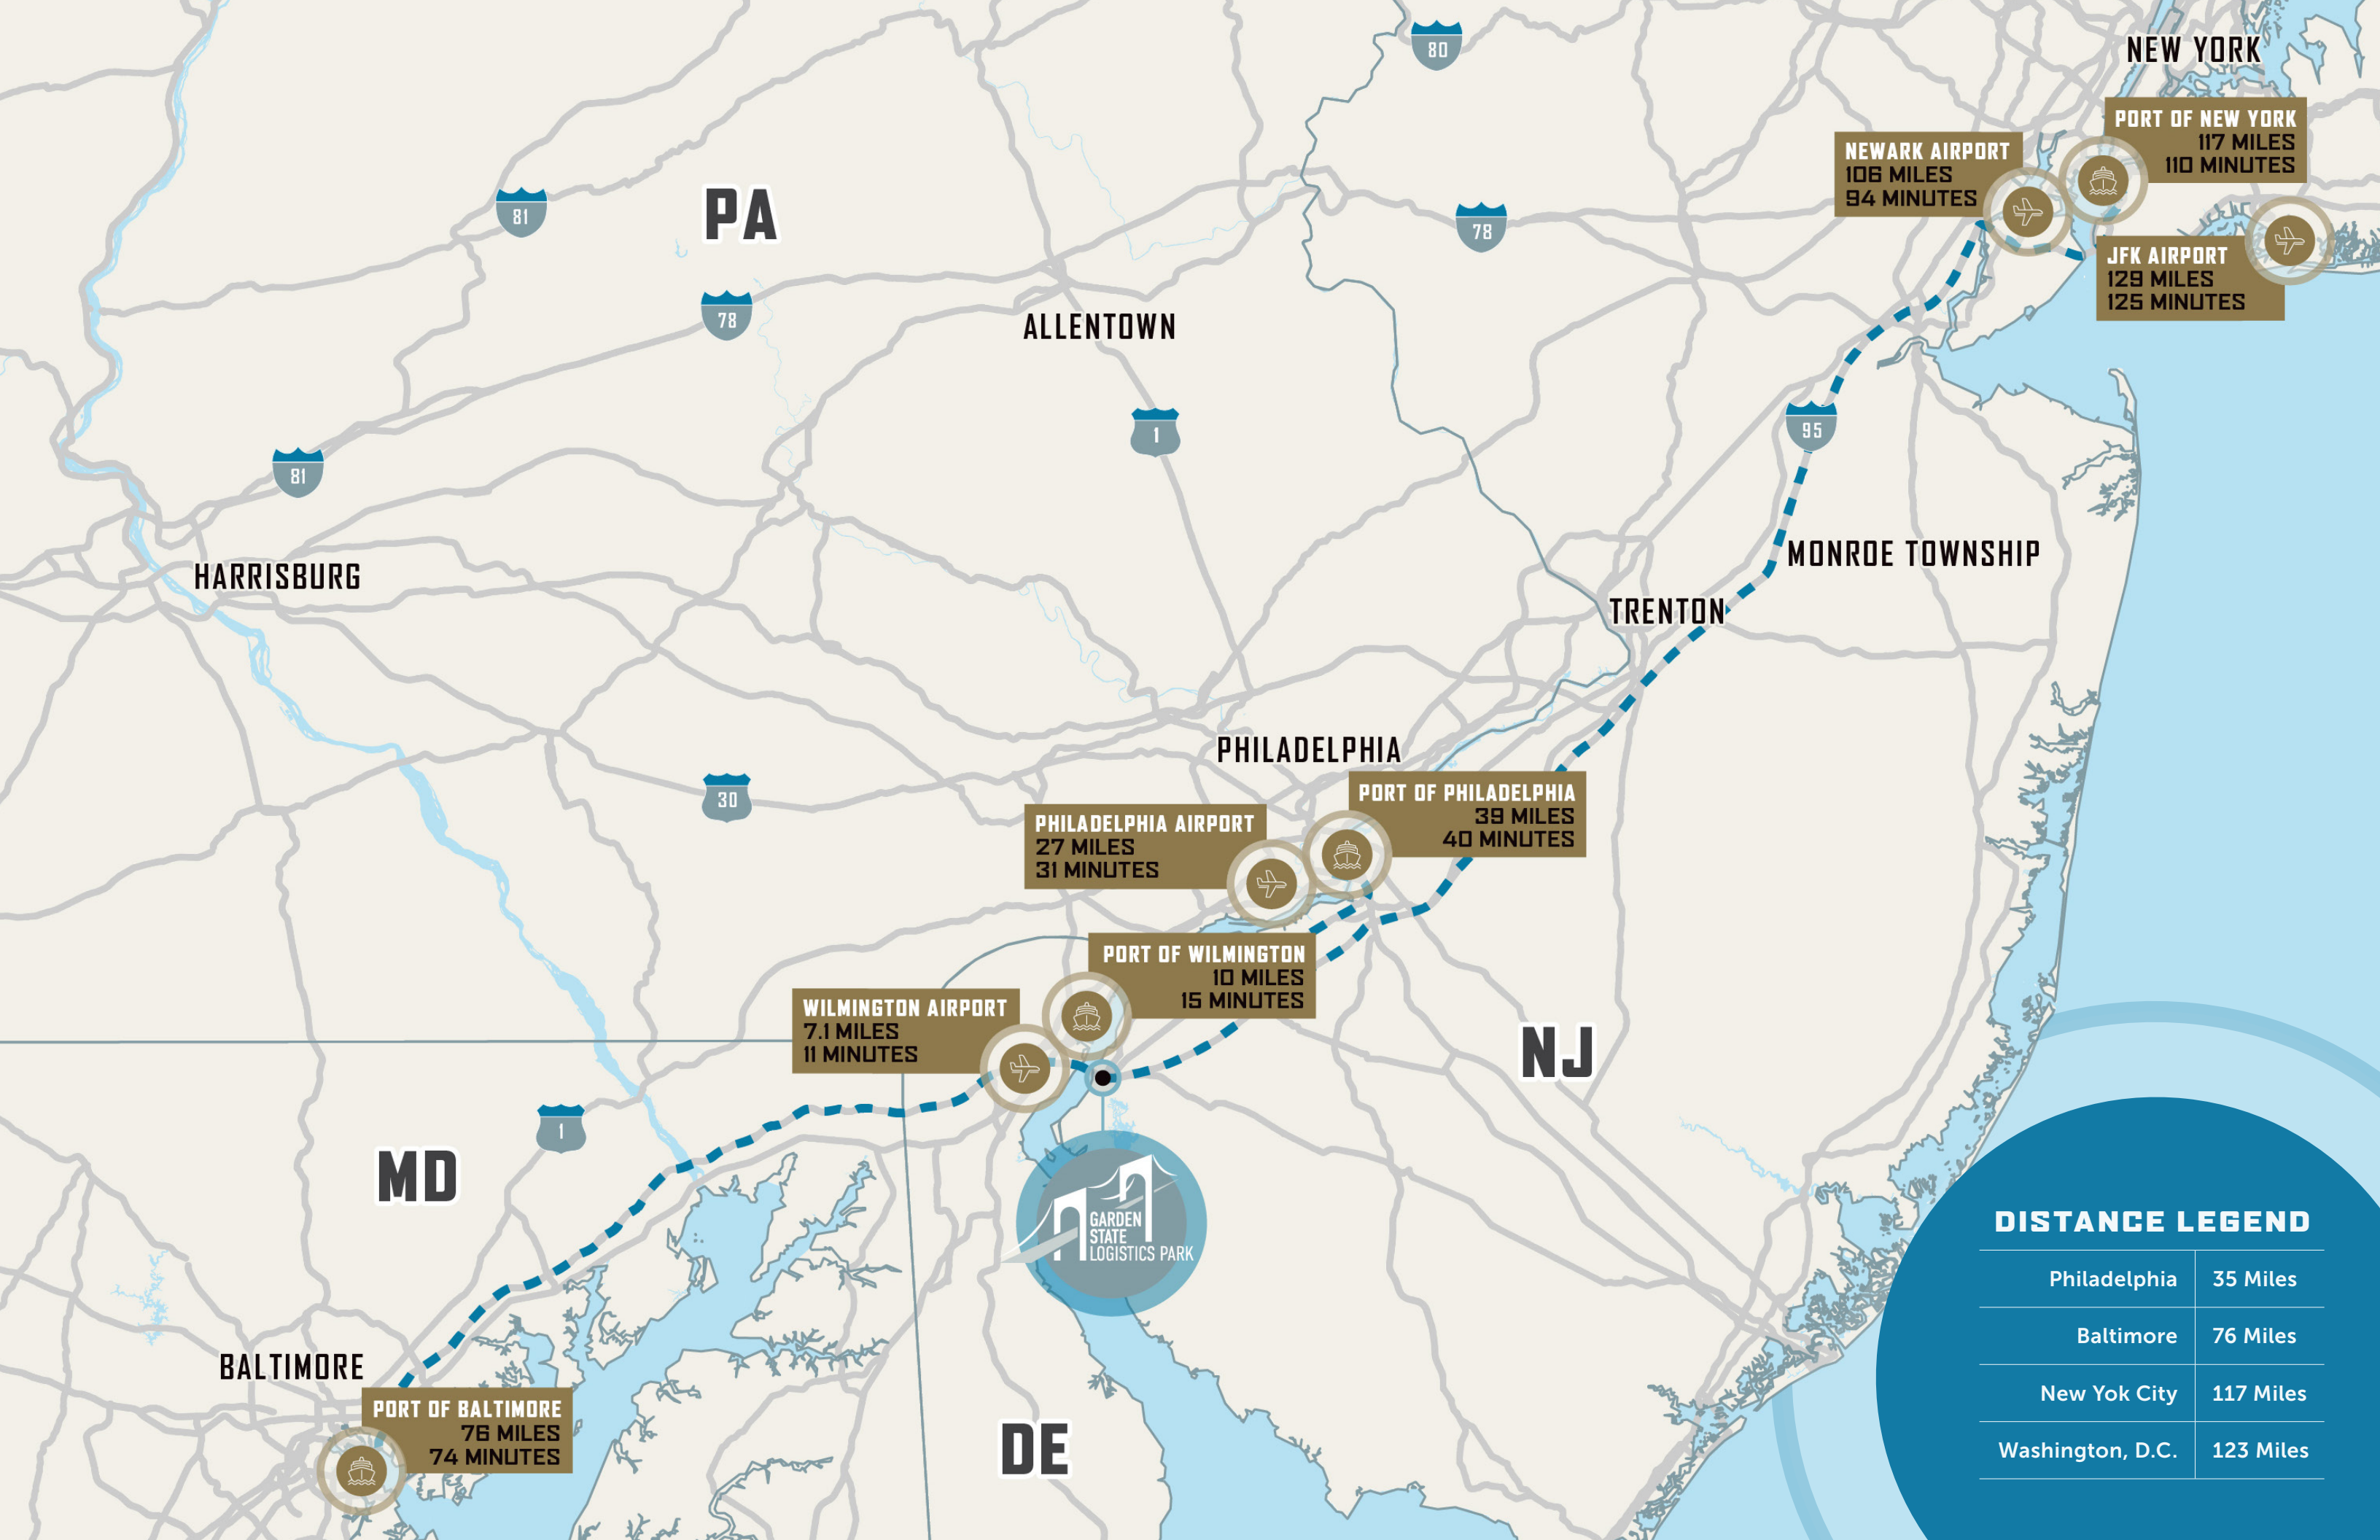 NEW YORK
80
PORT OF NEW YORK
117 MILES
110 MINUTES
NEWARK AIRPORT
106 MILES
94 MINUTES
81
PA
78
JFK AIRPORT
129 MILES
125 MINUTES
78
ALLENTOWN
1
95
81
MONROE TOWNSHIP
HARRISBURG
TRENTON
PHILADELPHIA
30
PORT OF PHILADELPHIA
39 MILES
40 MINUTES
PHILADELPHIA AIRPORT
27 MILES
31 MINUTES
PORT OF WILMINGTON
10 MILES
15 MINUTES
WILMINGTON AIRPORT
7.1 MILES
11 MINUTES
NJ
1
MD
GARDEN
STATE
LOGISTICS PARK
BALTIMORE
PORT OF BALTIMORE
76 MILES
74 MINUTES
DE
DISTANCE LEGEND
Philadelphia 35 Miles
Baltimore 76 Miles
New Yok City 117 Miles
Washington, D.C. 123 Miles